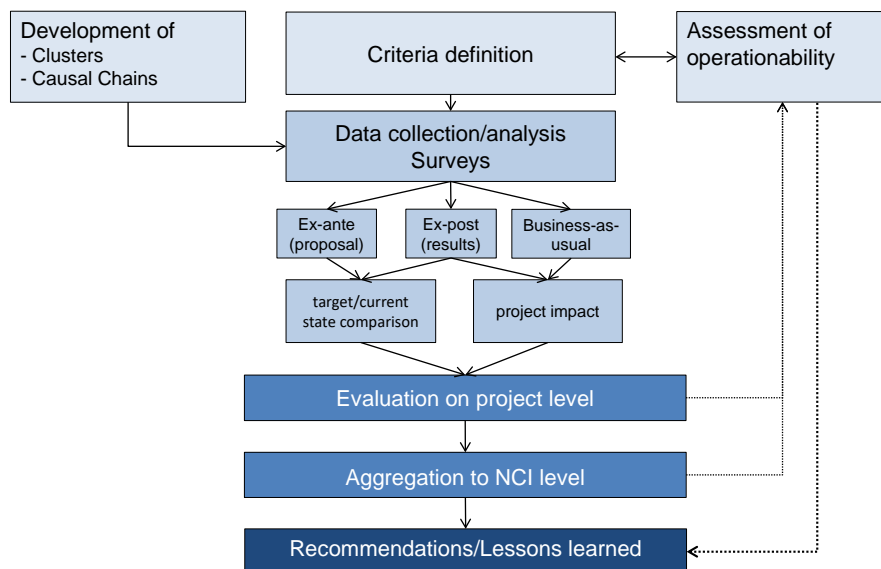 Development of
- Clusters
- Causal Chains
Criteria definition
Assessment of
operationability
Data collection/analysis
Surveys
Ex-ante
(proposal)
Ex-post
(results)
Business-as-
usual
target/current
state comparison
project impact
Evaluation on project level
Aggregation to NCI level
Recommendations/Lessons learned